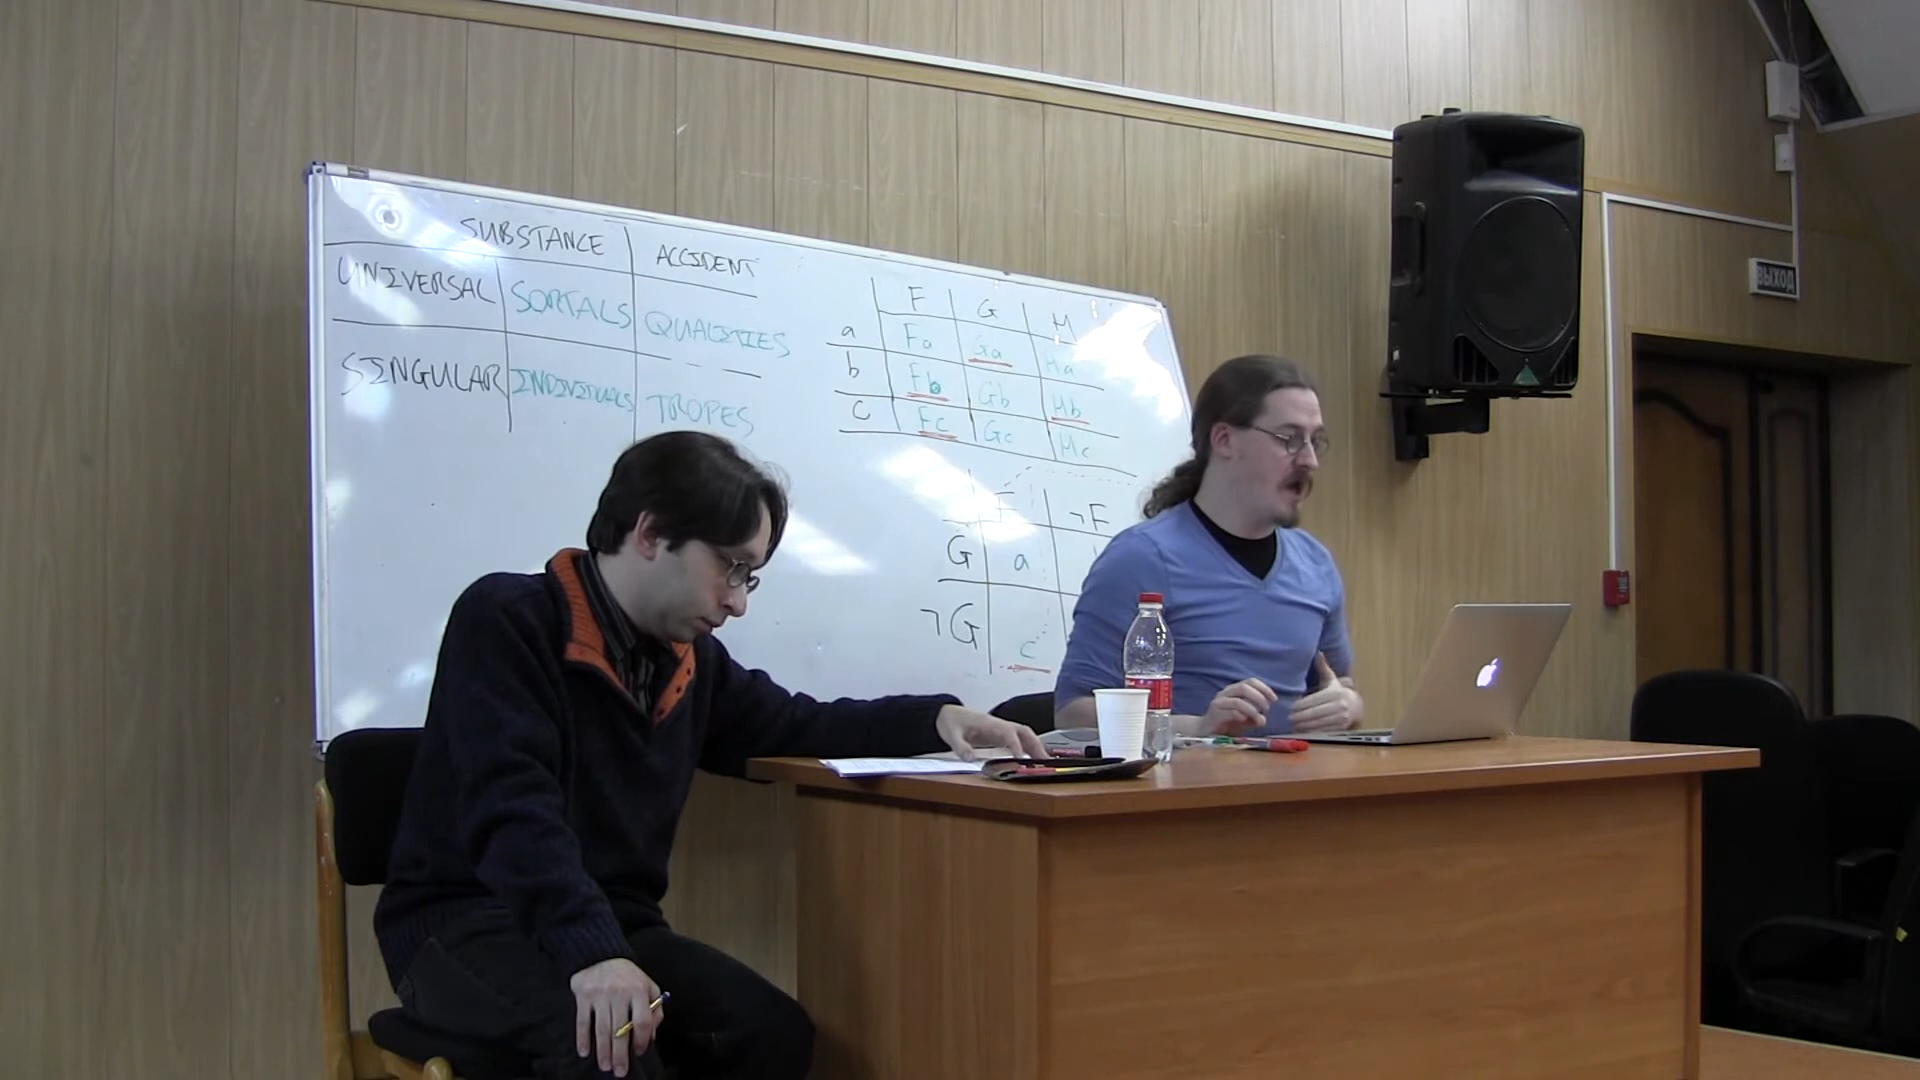 SUBSTANCE ACCIDENT
UNIVERSAL SORTALS QUALITIES
SINGULAR INDIVIDUALS TROPES
F G H
a Fa Ga Ha
b Fb Gb Hb
c Fc Gc Hc
F ¬F
G a
¬G c
ВЫХОД